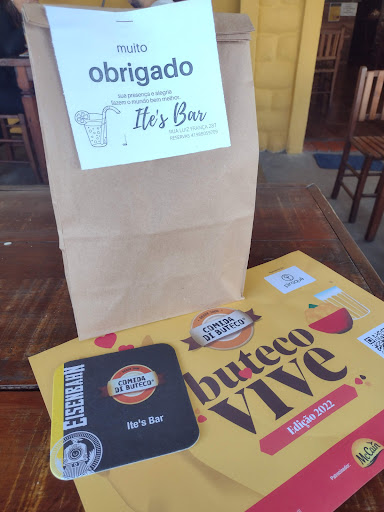 muito
obrigado
sua presença e alegria
fazem o mundo bem melhor.
Ite's Bar
COMIDA
DI BUTECO
buteco
VIVE
Edição 2022
Patrocinador
McCain
EISENBAHN
COMIDA
DI BUTECO
Ite's Bar